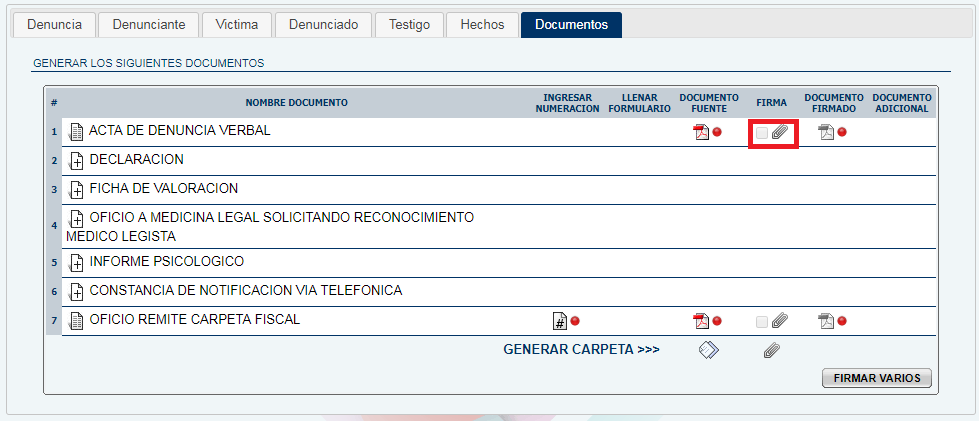 Denuncia Denunciante Victima Denunciado Testigo Hechos Documentos
GENERAR LOS SIGUIENTES DOCUMENTOS
# NOMBRE DOCUMENTO INGRESAR NUMERACION LLENAR FORMULARIO DOCUMENTO FUENTE FIRMA DOCUMENTO FIRMADO DOCUMENTO ADICIONAL
1 ACTA DE DENUNCIA VERBAL
2 DECLARACION
3 FICHA DE VALORACION
4 OFICIO A MEDICINA LEGAL SOLICITANDO RECONOCIMIENTO
MEDICO LEGISTA
5 INFORME PSICOLOGICO
6 CONSTANCIA DE NOTIFICACION VIA TELEFONICA
7 OFICIO REMITE CARPETA FISCAL #
GENERAR CARPETA >>>
FIRMAR VARIOS